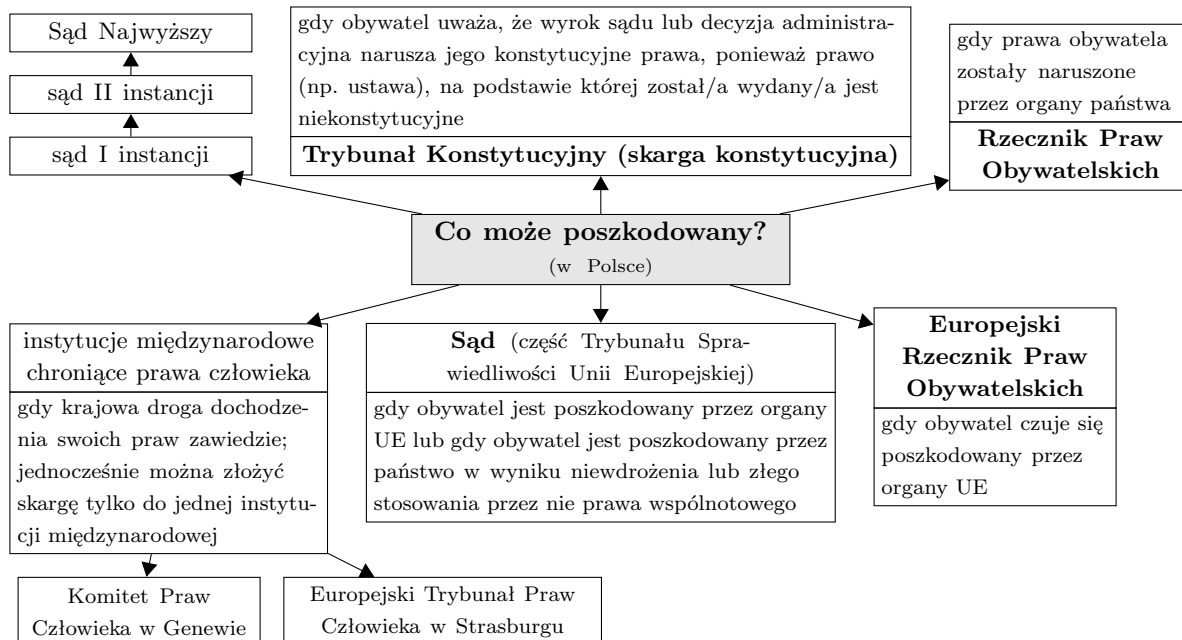 Sąd Najwyższy
sąd II instancji
sąd I instancji
gdy obywatel uważa, że wyrok sądu lub decyzja administra-
cyjna narusza jego konstytucyjne prawa, ponieważ prawo
(np. ustawa), na podstawie której został/a wydany/a jest
niekonstytucyjne
Trybunał Konstytucyjny (skarga konstytucyjna)
gdy prawa obywatela
zostały naruszone
przez organy państwa
Rzecznik Praw
Obywatelskich
Co może poszkodowany?
(w Polsce)
instytucje międzynarodowe
chroniące prawa człowieka
gdy krajowa droga dochodze-
nia swoich praw zawiedzie;
jednocześnie można złożyć
skargę tylko do jednej instytu-
cji międzynarodowej
Sąd (część Trybunału Spra-
wiedliwości Unii Europejskiej)
gdy obywatel jest poszkodowany przez organy
UE lub gdy obywatel jest poszkodowany przez
państwo w wyniku niewdrożenia lub złego
stosowania przez nie prawa wspólnotowego
Europejski
Rzecznik Praw
Obywatelskich
gdy obywatel czuje się
poszkodowany przez
organy UE
Komitet Praw
Człowieka w Genewie
Europejski Trybunał Praw
Człowieka w Strasburgu